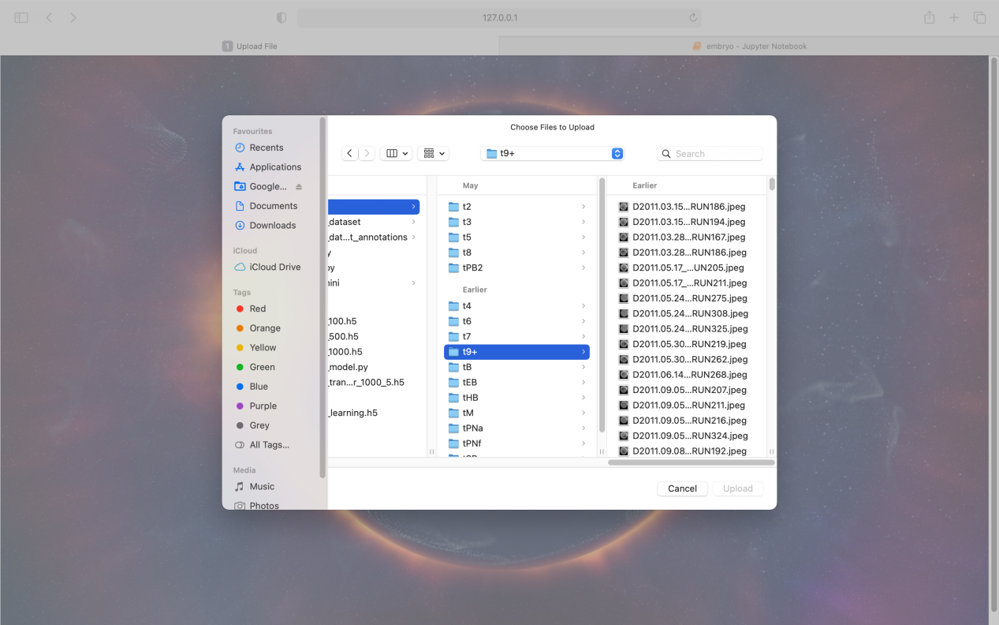 127.0.0.1
1 Upload File
embryo – Jupyter Notebook
Choose Files to Upload
t9+
Search
Favourites
Recents
Applications
Google...
Documents
Downloads
iCloud
iCloud Drive
Tags
Red
Orange
Yellow
Green
Blue
Purple
Grey
All Tags...
Media
Music
Photos
_dataset
_dat...t_annotations
y
py
nini
_100.h5
_500.h5
_1000.h5
_model.py
_tran...r_1000_5.h5
_learning.h5
May
t2
t3
t5
t8
tPB2
Earlier
t4
t6
t7
t9+
tB
tEB
tHB
tM
tPNa
tPNf
Earlier
D2011.03.15...RUN186.jpeg
D2011.03.15...RUN194.jpeg
D2011.03.28...RUN167.jpeg
D2011.03.28...RUN186.jpeg
D2011.05.17_...UN205.jpeg
D2011.05.17_...RUN211.jpeg
D2011.05.24...RUN275.jpeg
D2011.05.24...RUN308.jpeg
D2011.05.24...RUN325.jpeg
D2011.05.30...RUN219.jpeg
D2011.05.30...RUN262.jpeg
D2011.06.14...RUN268.jpeg
D2011.09.05...RUN207.jpeg
D2011.09.05...RUN211.jpeg
D2011.09.05...RUN216.jpeg
D2011.09.05...RUN324.jpeg
D2011.09.08...RUN192.jpeg
Cancel
Upload